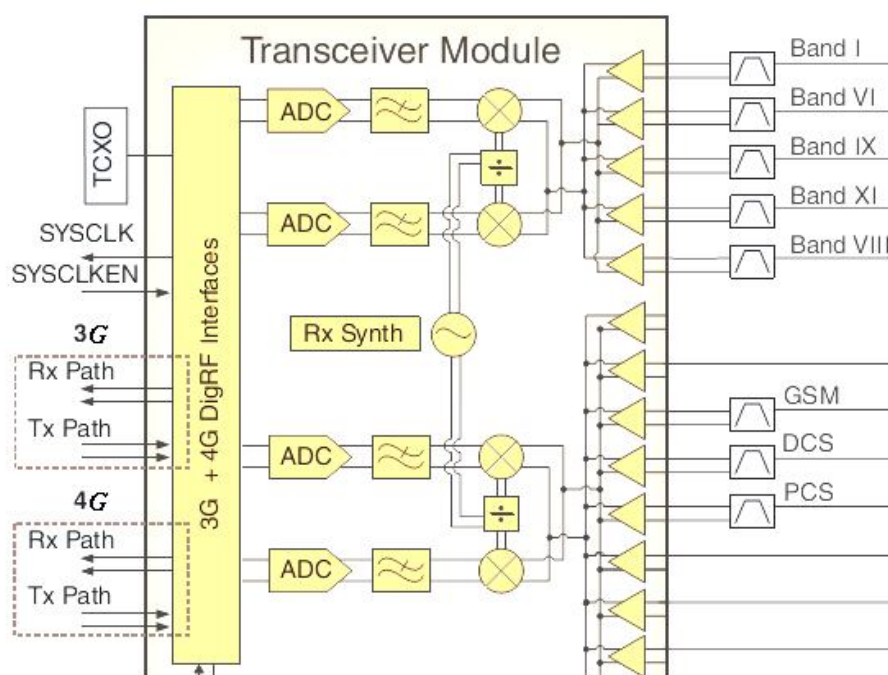 Transceiver Module
Band I
Band VI
Band IX
Band XI
Band VIII
TCXO
ADC
÷
ADC
SYSCLK
SYSCLKEN
3G + 4G DigRF Interfaces
Rx Synth
3G
Rx Path
Tx Path
GSM
DCS
PCS
ADC
÷
ADC
4G
Rx Path
Tx Path